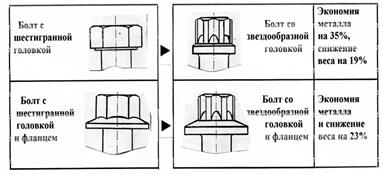 Болт с
шестигранной
головкой
Болт со
звездообразной
головкой
Экономия
металла
на 35%,
снижение
веса на 19%
Болт с
шестигранной
головкой
и фланцем
Болт со
звездообразной
головкой
и фланцем
Экономия
металла
и снижение
веса на 23%